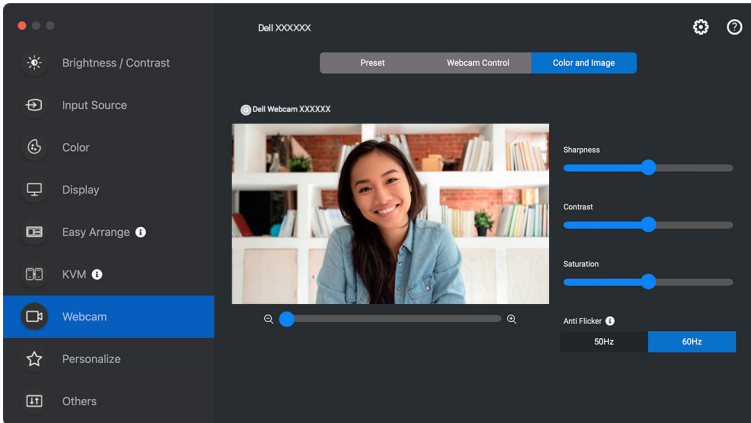 Dell XXXXXX
Preset
Webcam Control
Color and Image
Brightness / Contrast
Input Source
Color
Display
Easy Arrange
KVM
Webcam
Personalize
Others
Dell Webcam XXXXXX
Sharpness
Contrast
Saturation
Anti Flicker
50Hz
60Hz